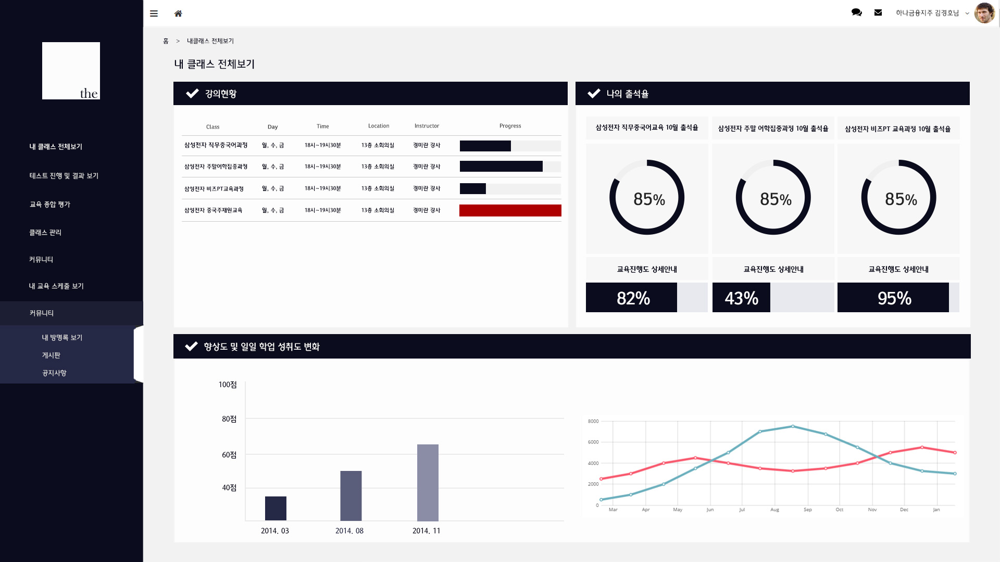 하나금융지주 김경호님
the
내 클래스 전체보기
테스트 진행 및 결과 보기
교육 종합 평가
클래스 관리
커뮤니티
내 교육 스케줄 보기
커뮤니티
내 방명록 보기
게시판
공지사항
홈 > 내클래스 전체보기
내 클래스 전체보기
강의현황
Class Day Time Location Instructor Progress
삼성전자 직무중국어과정 월, 수, 금 18시~19시30분 13층 소회의실 경미란 강사
삼성전자 주말어학집중과정 월, 수, 금 18시~19시30분 13층 소회의실 경미란 강사
삼성전자 비즈PT교육과정 월, 수, 금 18시~19시30분 13층 소회의실 경미란 강사
삼성전자 중국주재원교육 월, 수, 금 18시~19시30분 13층 소회의실 경미란 강사
나의 출석율
삼성전자 직무중국어교육 10월 출석율 삼성전자 주말 어학집중과정 10월 출석율 삼성전자 비즈PT 교육과정 10월 출석율
85% 85% 85%
교육진행도 상세안내 교육진행도 상세안내 교육진행도 상세안내
82% 43% 95%
향상도 및 일일 학업 성취도 변화
100점
80점
60점
40점
2014. 03 2014. 08 2014. 11
8000
6000
4000
2000
0
Mar Apr May Jun Jul Aug Sep Oct Nov Dec Jan